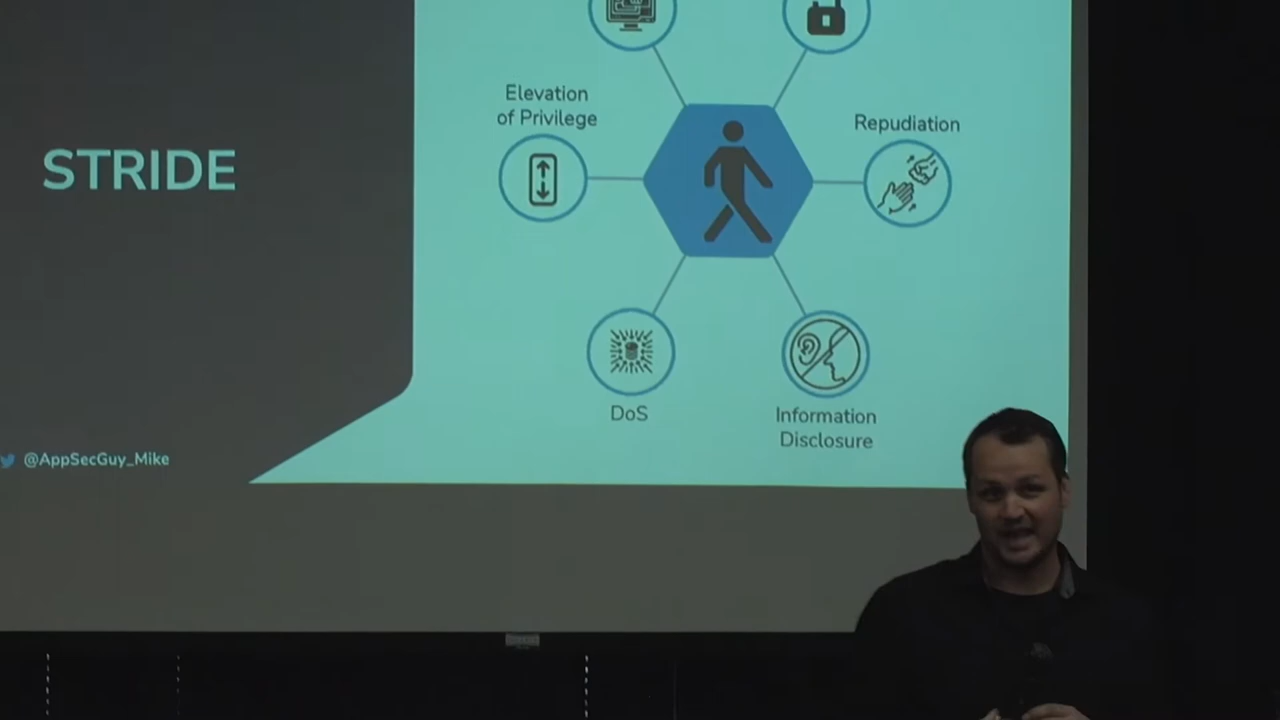 STRIDE
Elevation
of Privilege
Repudiation
DoS
Information
Disclosure
@AppSecGuy_Mike